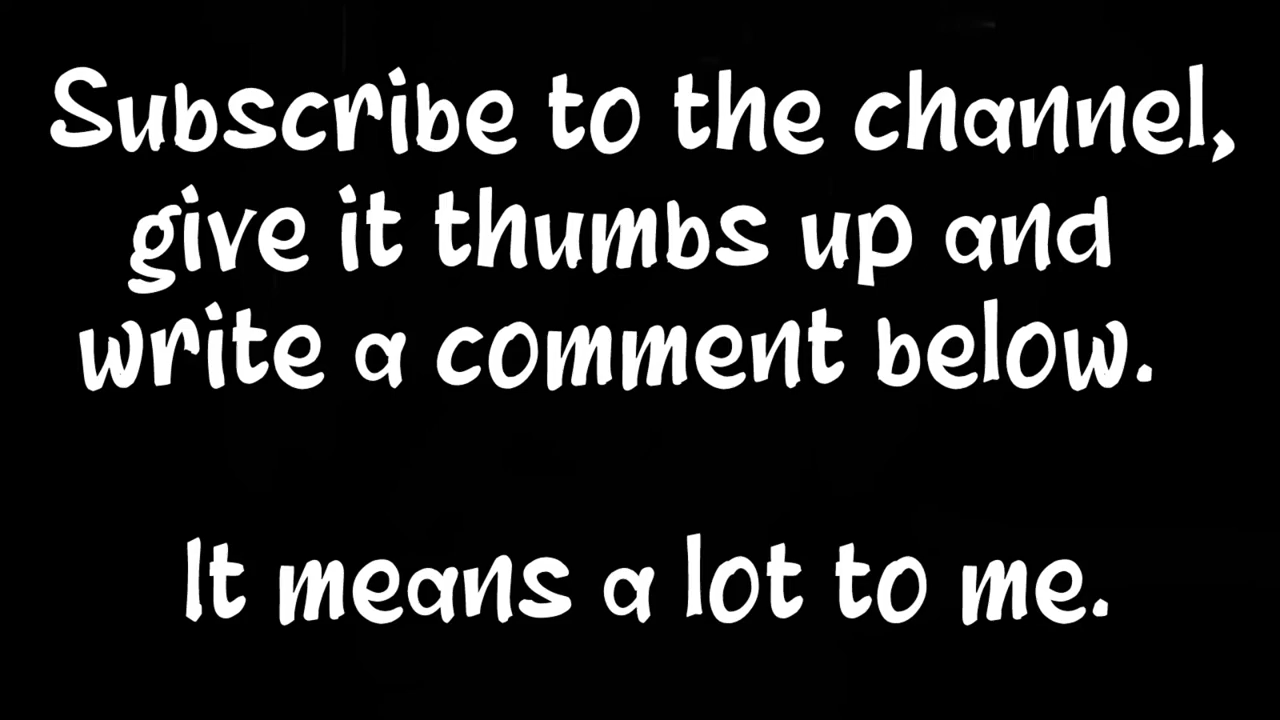 Subscribe to the channel,
give it thumbs up and
write a comment below.
It means a lot to me.